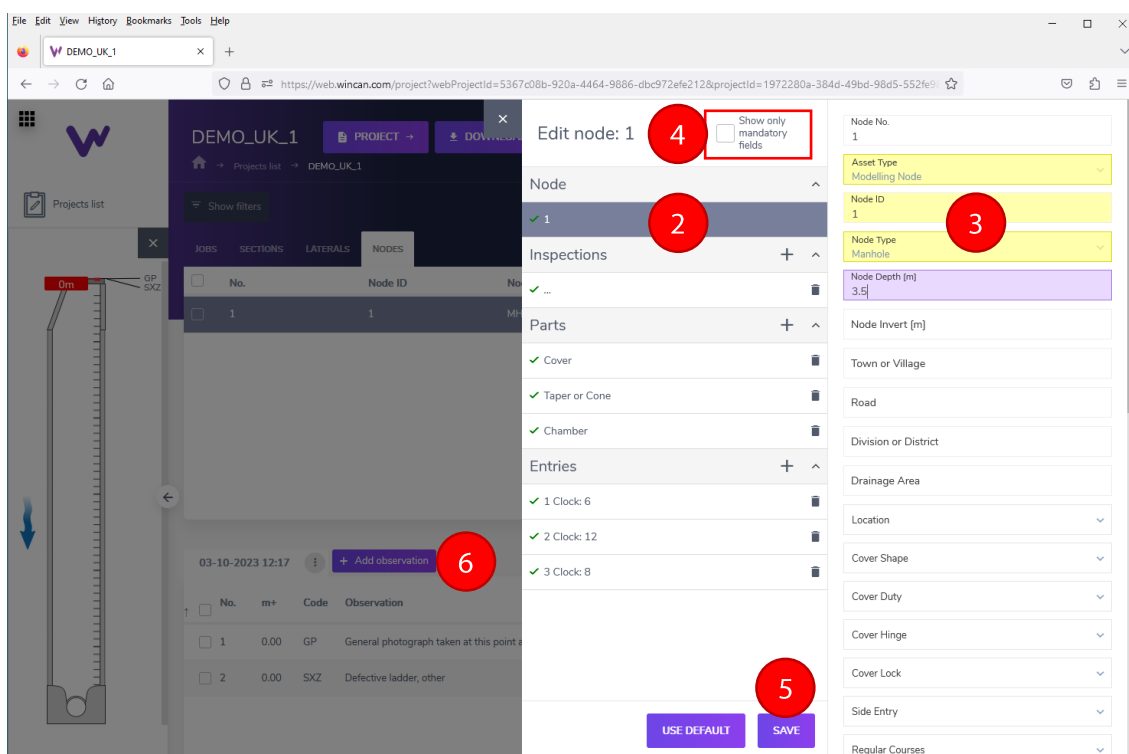 File Edit View History Bookmarks Tools Help
DEMO_UK_1
https://web.wincan.com/project?webProjectId=5367c08b-920a-4464-9886-dbc972efe212&projectId=1972280a-384d-49bd-98d5-552fe9
DEMO_UK_1
PROJECT →
Projects list → DEMO_UK_1
Projects list
Show filters
JOBS SECTIONS LATERALS NODES
No. Node ID
1 1
0m
GP
SXZ
03-10-2023 12:17
+ Add observation
6
No. m+ Code Observation
1 0.00 GP General photograph taken at this point
2 0.00 SXZ Defective ladder, other
Edit node: 1
4
Show only
mandatory
fields
Node
1
2
Inspections
...
Parts
Cover
Taper or Cone
Chamber
Entries
1 Clock: 6
2 Clock: 12
3 Clock: 8
5
USE DEFAULT SAVE
Node No.
1
Asset Type
Modelling Node
Node ID
1
3
Node Type
Manhole
Node Depth [m]
3.5
Node Invert [m]
Town or Village
Road
Division or District
Drainage Area
Location
Cover Shape
Cover Duty
Cover Hinge
Cover Lock
Side Entry
Regular Courses